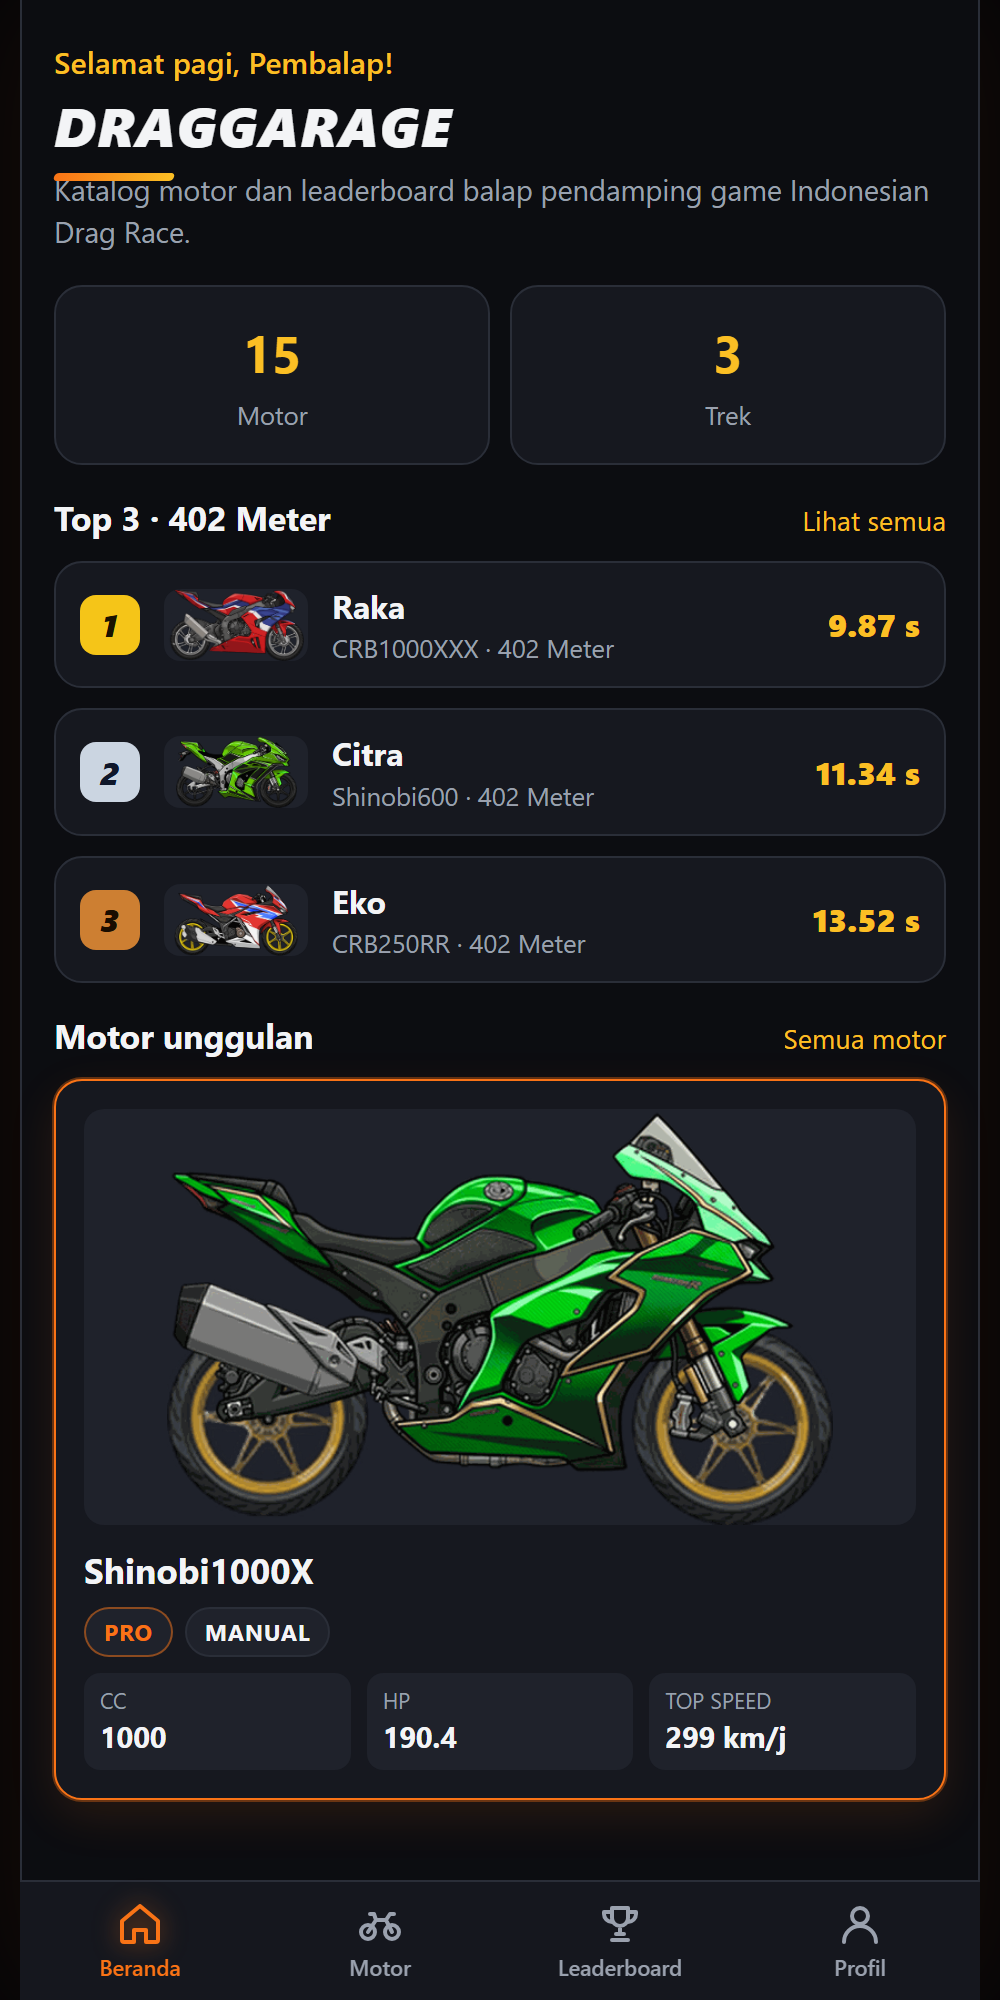 Selamat pagi, Pembalap!
DRAGGARAGE
Katalog motor dan leaderboard balap pendamping game Indonesian
Drag Race.
15
Motor
3
Trek
Top 3 · 402 Meter
Lihat semua
1
Raka
CRB1000XXX · 402 Meter
9.87 s
2
Citra
Shinobi600 · 402 Meter
11.34 s
3
Eko
CRB250RR · 402 Meter
13.52 s
Motor unggulan
Semua motor
Shinobi1000X
PRO
MANUAL
CC
1000
HP
190.4
TOP SPEED
299 km/j
Beranda
Motor
Leaderboard
Profil